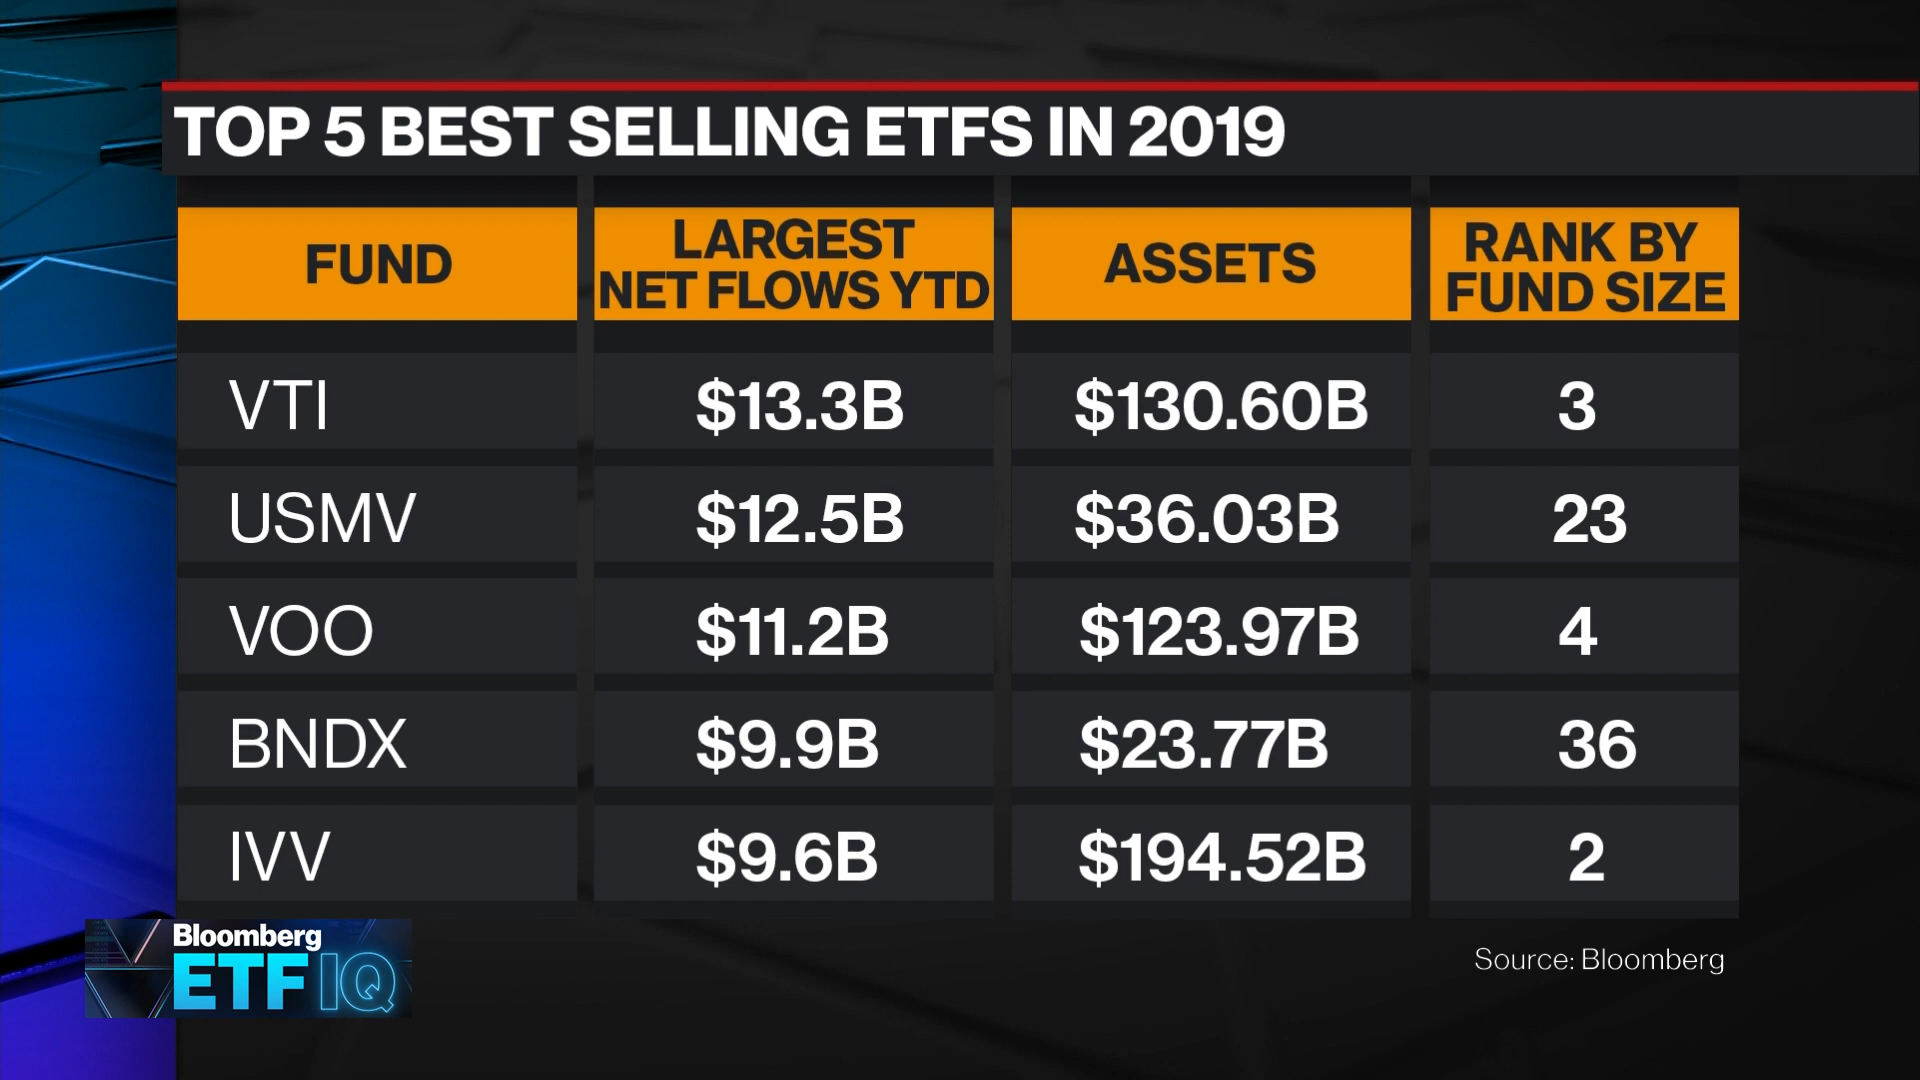 TOP 5 BEST SELLING ETFS IN 2019
FUND
LARGEST
NET FLOWS YTD
ASSETS
RANK BY
FUND SIZE
VTI $13.3B $130.60B 3
USMV $12.5B $36.03B 23
VOO $11.2B $123.97B 4
BNDX $9.9B $23.77B 36
IVV $9.6B $194.52B 2
Bloomberg
ETF IQ
Source: Bloomberg